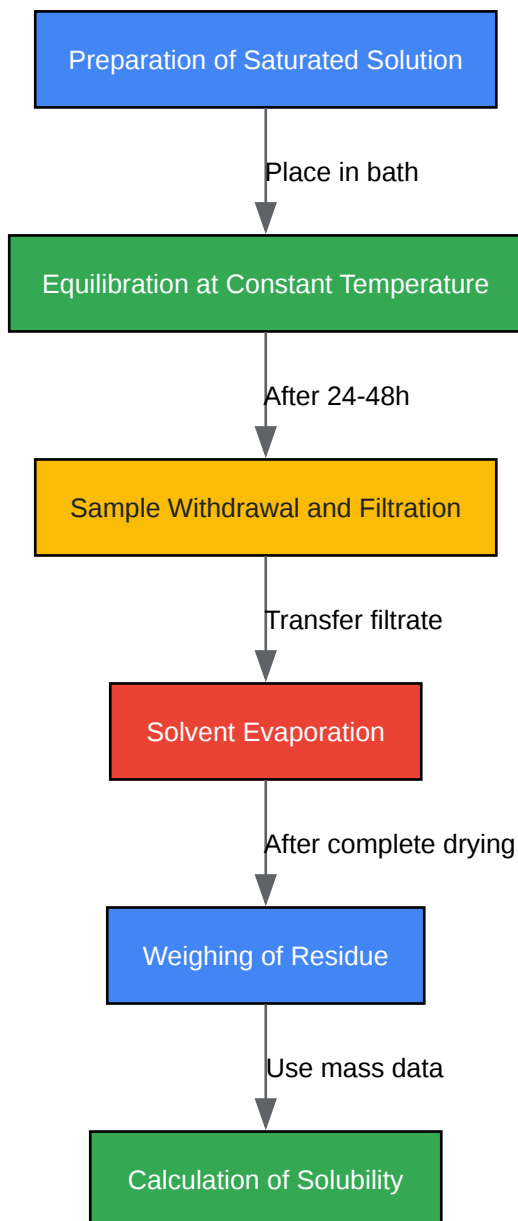 Preparation of Saturated Solution
Place in bath
Equilibration at Constant Temperature
After 24-48h
Sample Withdrawal and Filtration
Transfer filtrate
Solvent Evaporation
After complete drying
Weighing of Residue
Use mass data
Calculation of Solubility